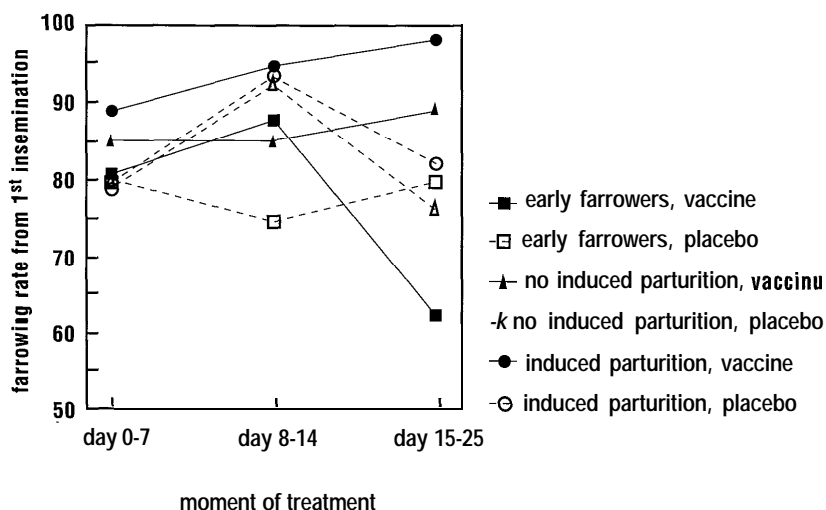 farrowing rate from 1st insemination
100
90
80
70
60
50
day 0-7
day 8-14
day 15-25
moment of treatment
early farrowers, vaccine
early farrowers, placebo
no induced parturition, vaccinu
-k no induced parturition, placebo
induced parturition, vaccine
induced parturition, placebo